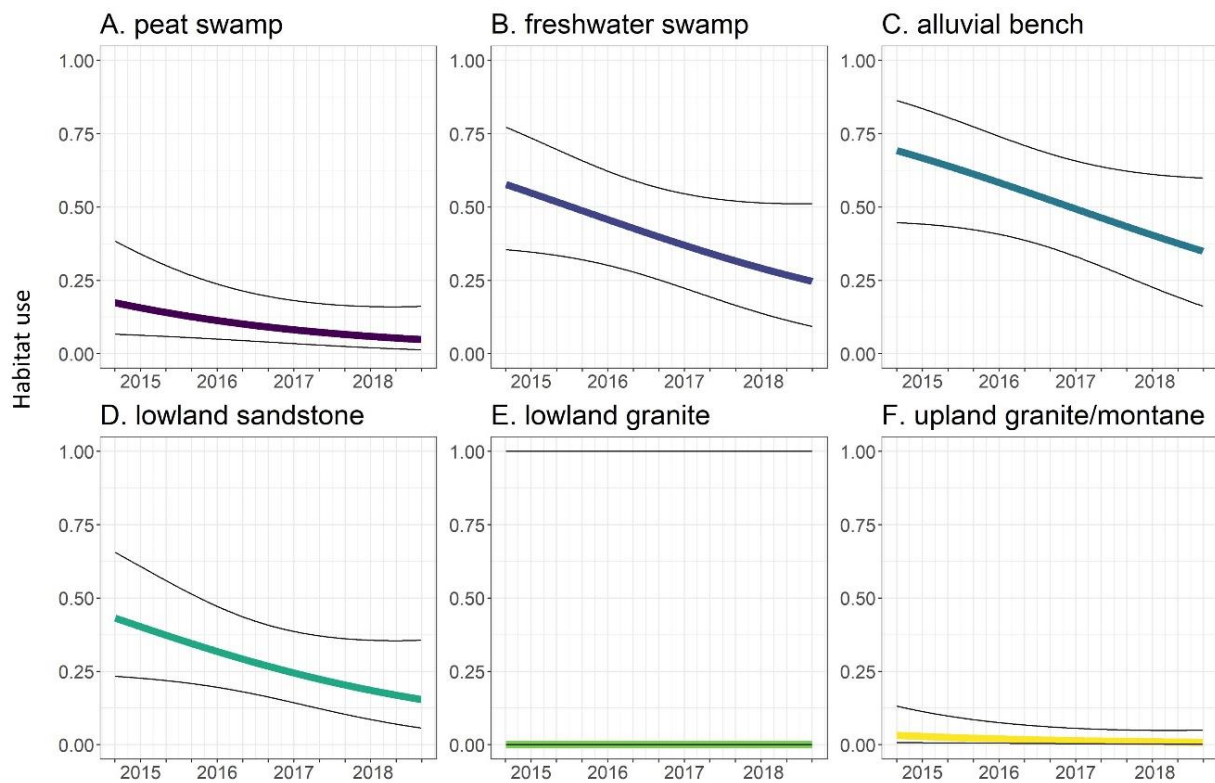 A. peat swamp
B. freshwater swamp
C. alluvial bench
1.00
0.75
0.50
0.25
0.00
2015 2016 2017 2018
1.00
0.75
0.50
0.25
0.00
2015 2016 2017 2018
1.00
0.75
0.50
0.25
0.00
2015 2016 2017 2018
Habitat use
D. lowland sandstone
E. lowland granite
F. upland granite/montane
1.00
0.75
0.50
0.25
0.00
2015 2016 2017 2018
1.00
0.75
0.50
0.25
0.00
2015 2016 2017 2018
1.00
0.75
0.50
0.25
0.00
2015 2016 2017 2018